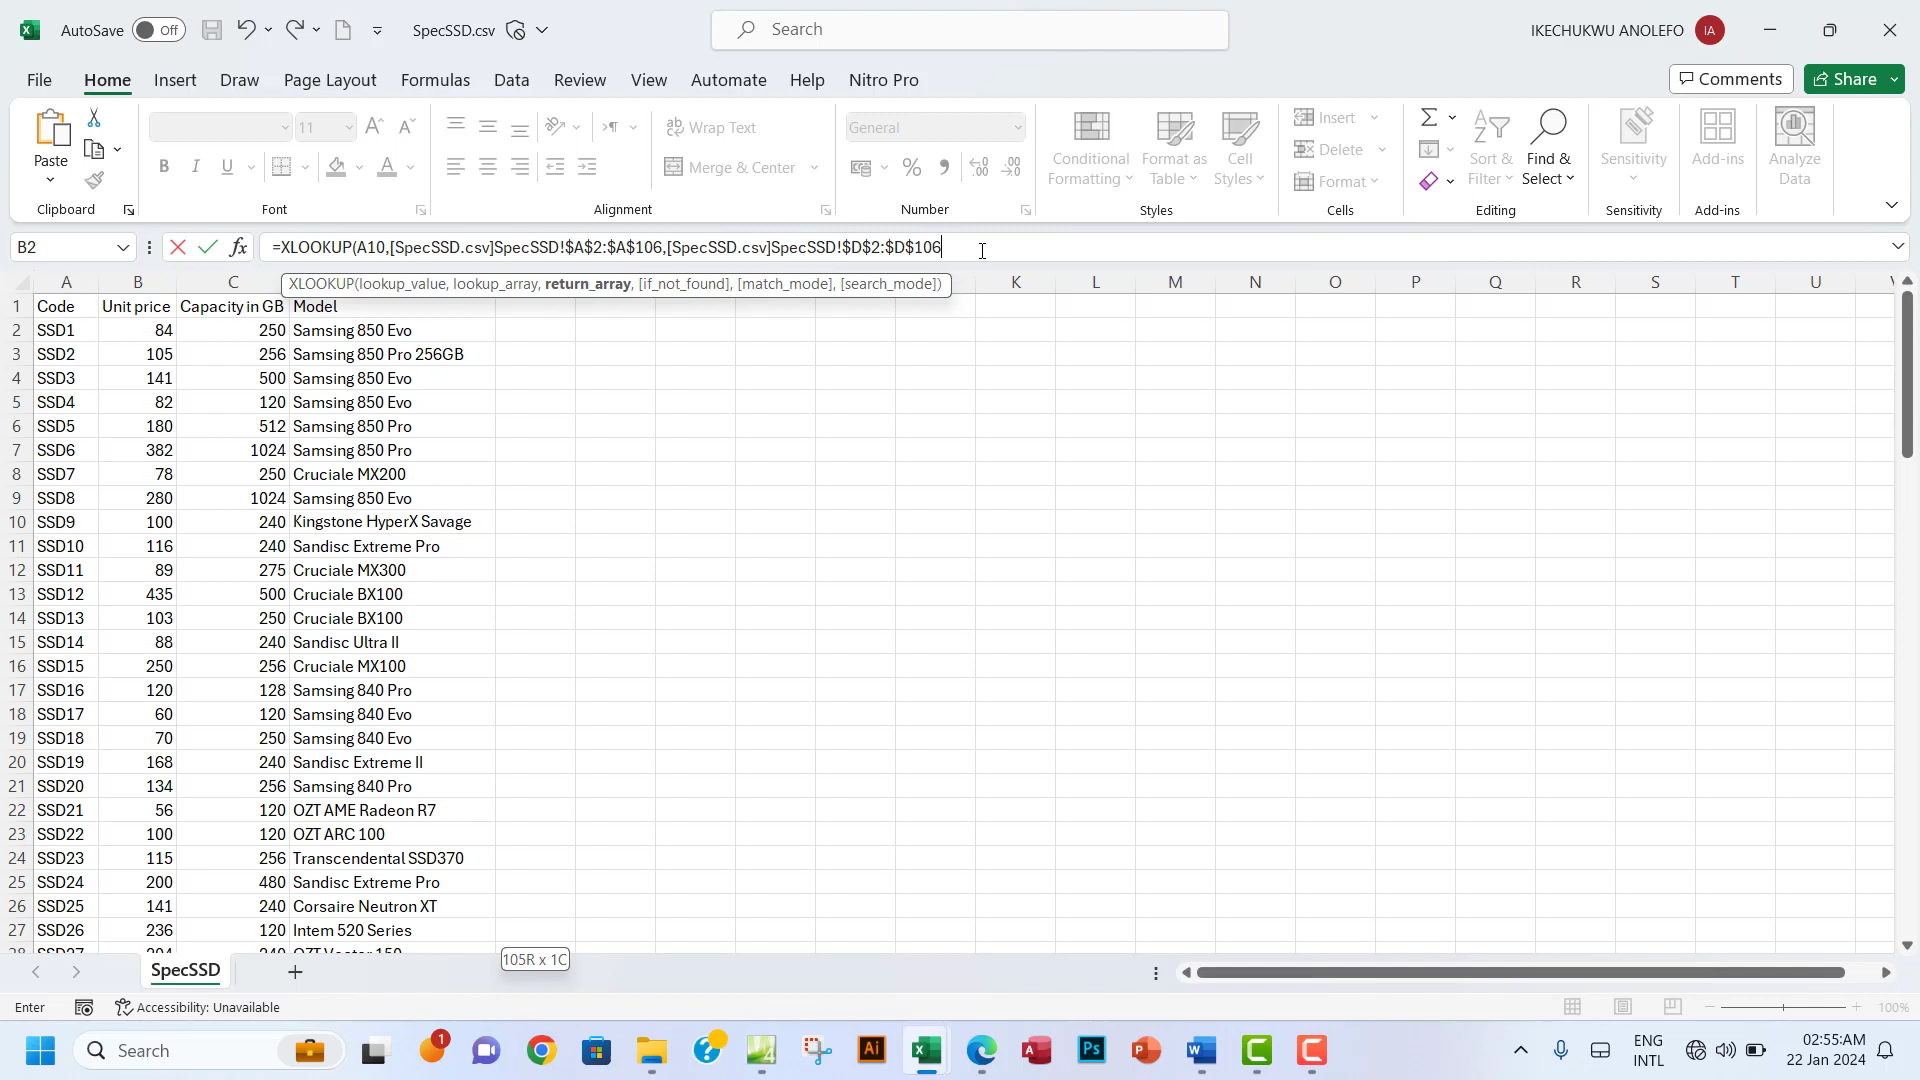 AutoSave Off SpecSSD.csv Search IKECHUKWU ANOLEFO IA
File Home Insert Draw Page Layout Formulas Data Review View Automate Help Nitro Pro Comments Share
Paste 11 Wrap Text General Conditional Formatting Format as Table Cell Styles Insert Sort & Filter Find & Select Sensitivity Add-ins Analyze Data
B I U Merge & Center % Delete
Format
Clipboard Font Alignment Number Styles Cells Editing Sensitivity Add-ins
B2 fx =XLOOKUP(A10,[SpecSSD.csv]SpecSSD!$A$2:$A$106,[SpecSSD.csv]SpecSSD!$D$2:$D$106
XLOOKUP(lookup_value, lookup_array, return_array, [if_not_found], [match_mode], [search_mode])
A B C K L M N O P Q R S T U
1 Code Unit price Capacity in GB Model
2 SSD1 84 250 Samsing 850 Evo
3 SSD2 105 256 Samsing 850 Pro 256GB
4 SSD3 141 500 Samsing 850 Evo
5 SSD4 82 120 Samsing 850 Evo
6 SSD5 180 512 Samsing 850 Pro
7 SSD6 382 1024 Samsing 850 Pro
8 SSD7 78 250 Cruciale MX200
9 SSD8 280 1024 Samsing 850 Evo
10 SSD9 100 240 Kingstone HyperX Savage
11 SSD10 116 240 Sandisc Extreme Pro
12 SSD11 89 275 Cruciale MX300
13 SSD12 435 500 Cruciale BX100
14 SSD13 103 250 Cruciale BX100
15 SSD14 88 240 Sandisc Ultra II
16 SSD15 250 256 Cruciale MX100
17 SSD16 120 128 Samsing 840 Pro
18 SSD17 60 120 Samsing 840 Evo
19 SSD18 70 250 Samsing 840 Evo
20 SSD19 168 240 Sandisc Extreme II
21 SSD20 134 256 Samsing 840 Pro
22 SSD21 56 120 OZT AME Radeon R7
23 SSD22 100 120 OZT ARC 100
24 SSD23 115 256 Transcendental SSD370
25 SSD24 200 480 Sandisc Extreme Pro
26 SSD25 141 240 Corsaire Neutron XT
27 SSD26 236 120 Intem 520 Series
28 SSD27 204 240 OZT Vector 150
105R x 1C
SpecSSD
Enter Accessibility: Unavailable 100%
Search 1 ENG INTL 02:55:AM 22 Jan 2024